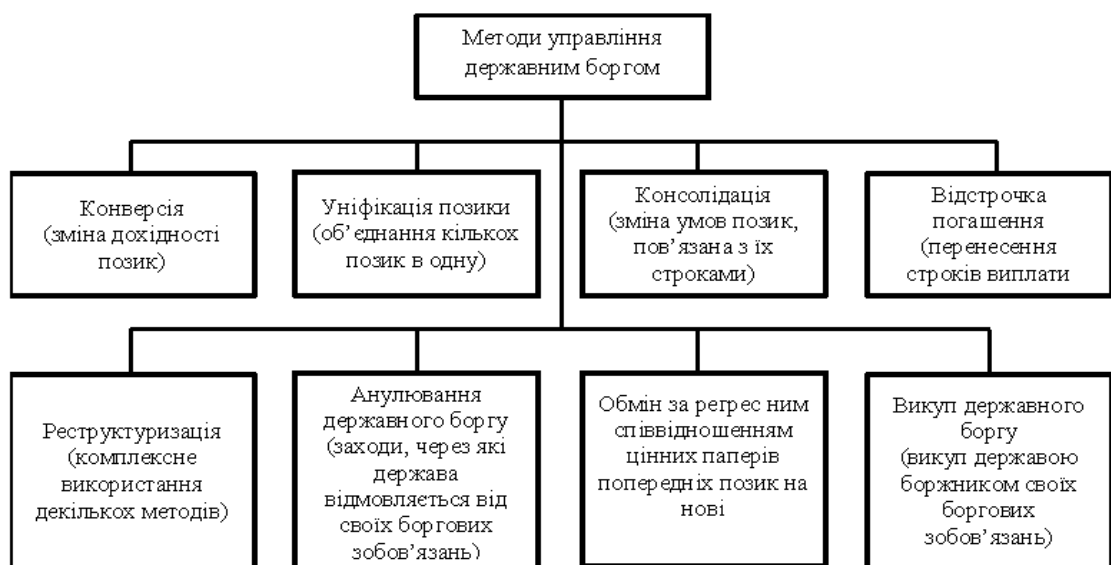 Методи управління
державним боргом
Конверсія
(зміна дохідності
позик)
Уніфікація позики
(об’єднання кількох
позик в одну)
Консолідація
(зміна умов позик,
пов’язана з їх
строками)
Відстрочка
погашення
(перенесення
строків виплати
Реструктуризація
(комплексне
використання
декількох методів)
Анулювання
державного боргу
(заходи, через які
держава
відмовляється від
своїх боргових
зобов’язань)
Обмін за регрес ним
співвідношенням
цінних паперів
попередніх позик на
нові
Викуп державного
боргу
(викуп державою
боржником своїх
боргових
зобов’язань)